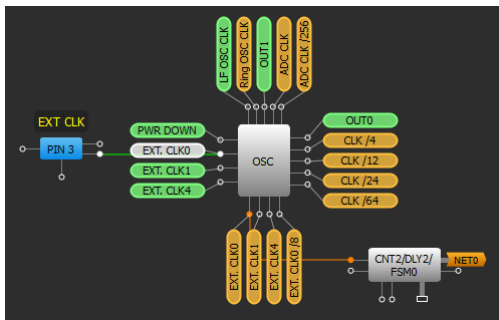 LF OSC CLK
Ring OSC CLK
OUT1
ADC CLK
ADC CLK /256
EXT CLK
PIN 3
PWR DOWN
EXT. CLK0
EXT. CLK1
EXT. CLK4
OSC
OUT0
CLK /4
CLK /12
CLK /24
CLK /64
EXT. CLK0
EXT. CLK1
EXT. CLK4
EXT. CLK0 /8
CNT2/DLY2/
FSM0
NET0